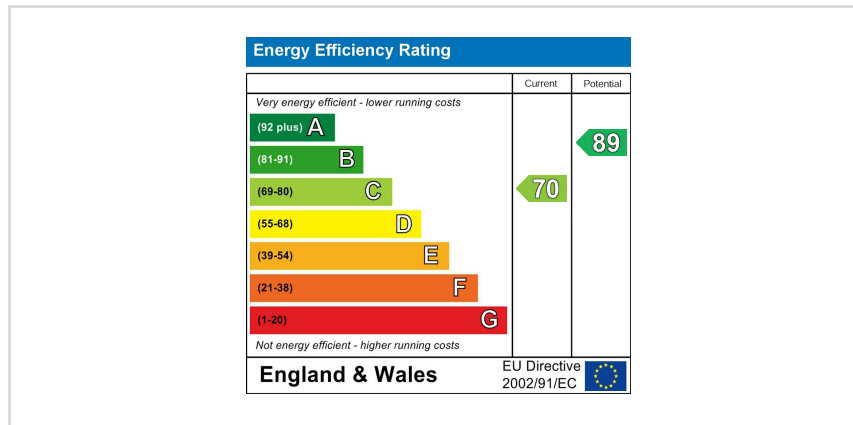 Energy Efficiency Rating
Current Potential
Very energy efficient - lower running costs
(92 plus) A
89
(81-91) B
(69-80) C 70
(55-68) D
(39-54) E
(21-38) F
(1-20) G
Not energy efficient - higher running costs
England & Wales
EU Directive
2002/91/EC